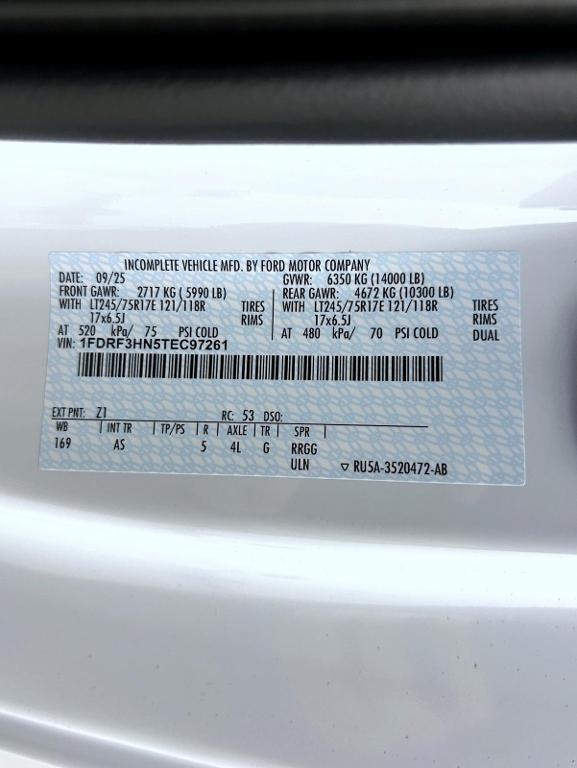 INCOMPLETE VEHICLE MFD. BY FORD MOTOR COMPANY
DATE: 09/25 GVWR: 6350 KG (14000 LB)
FRONT GAWR: 2717 KG ( 5990 LB) REAR GAWR: 4672 KG (10300 LB)
WITH LT245/75R17E 121/118R TIRES WITH LT245/75R17E 121/118R TIRES
17x6.5J RIMS 17x6.5J RIMS
AT 520 kPa/ 75 PSI COLD AT 480 kPa/ 70 PSI COLD DUAL
VIN: 1FDRF3HN5TEC97261
EXT PNT: Z1 RC: 53 DSO:
WB INT TR TP/PS R AXLE TR SPR
169 AS 5 4L G RRGG
ULN ▽ RU5A-3520472-AB